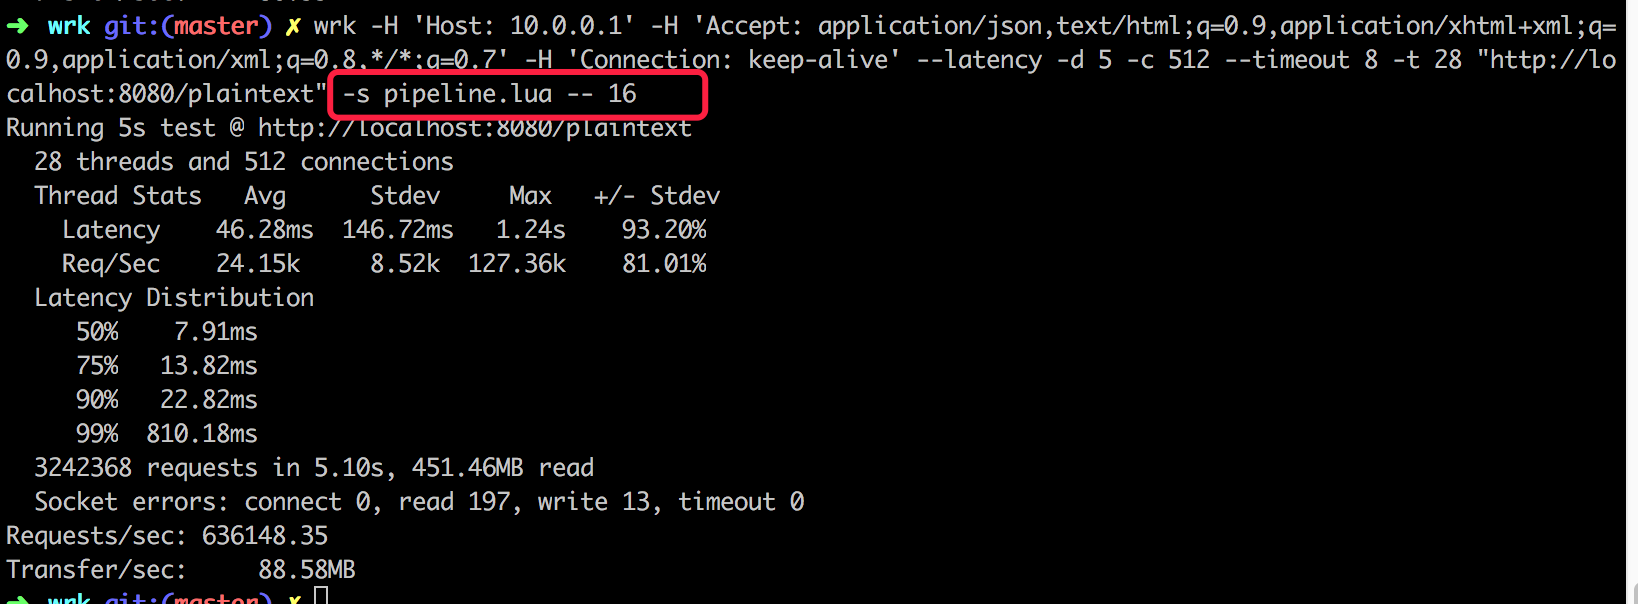 ➜ wrk git:(master) ✗ wrk -H 'Host: 10.0.0.1' -H 'Accept: application/json,text/html;q=0.9,application/xhtml+xml;q=
0.9,application/xml;q=0.8,*/*;q=0.7' -H 'Connection: keep-alive' --latency -d 5 -c 512 --timeout 8 -t 28 "http://lo
calhost:8080/plaintext" -s pipeline.lua -- 16
Running 5s test @ http://localhost:8080/plaintext
28 threads and 512 connections
Thread Stats Avg Stdev Max +/- Stdev
Latency 46.28ms 146.72ms 1.24s 93.20%
Req/Sec 24.15k 8.52k 127.36k 81.01%
Latency Distribution
50% 7.91ms
75% 13.82ms
90% 22.82ms
99% 810.18ms
3242368 requests in 5.10s, 451.46MB read
Socket errors: connect 0, read 197, write 13, timeout 0
Requests/sec: 636148.35
Transfer/sec: 88.58MB
➜ wrk git:(master) ✗